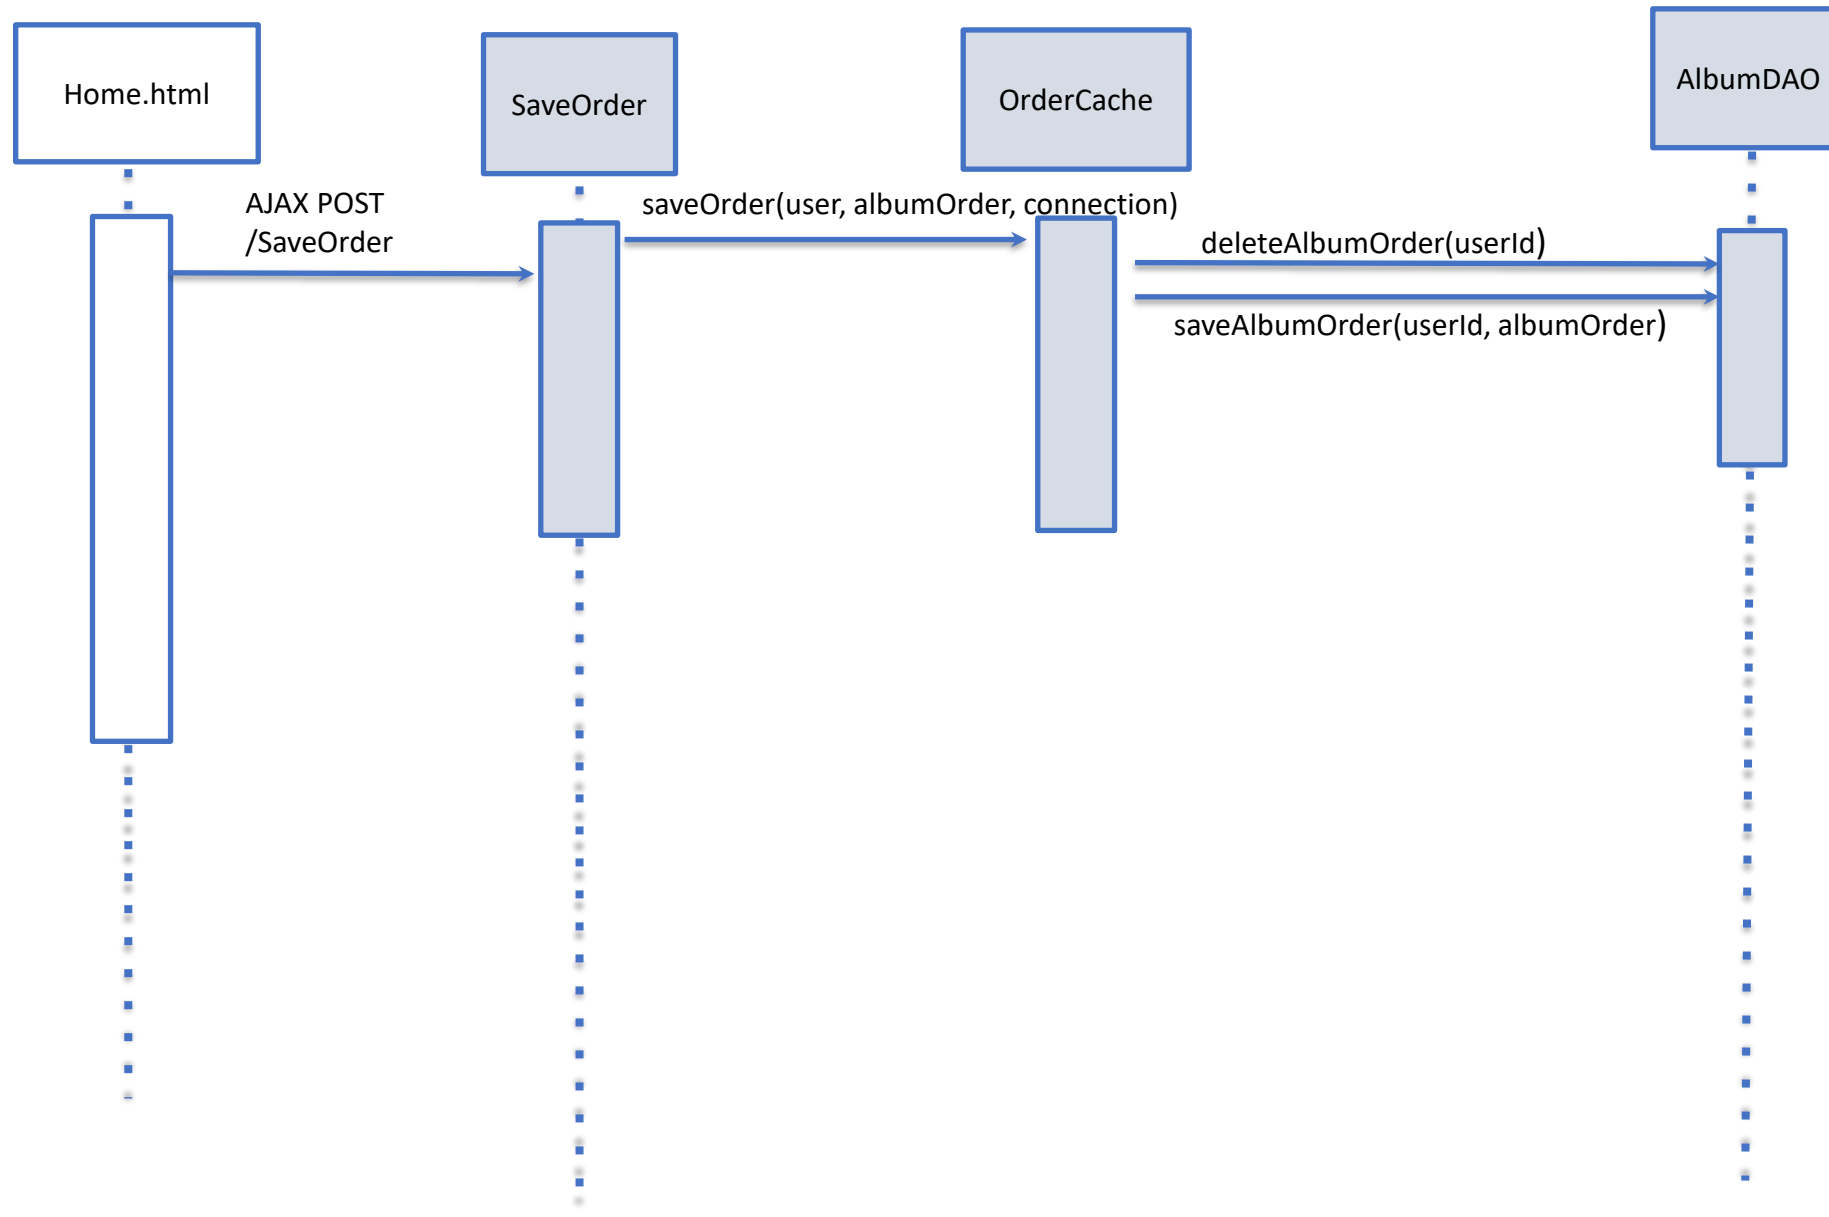 Home.html
SaveOrder
OrderCache
AlbumDAO
AJAX POST
/SaveOrder
saveOrder(user, albumOrder, connection)
deleteAlbumOrder(userId)
saveAlbumOrder(userId, albumOrder)